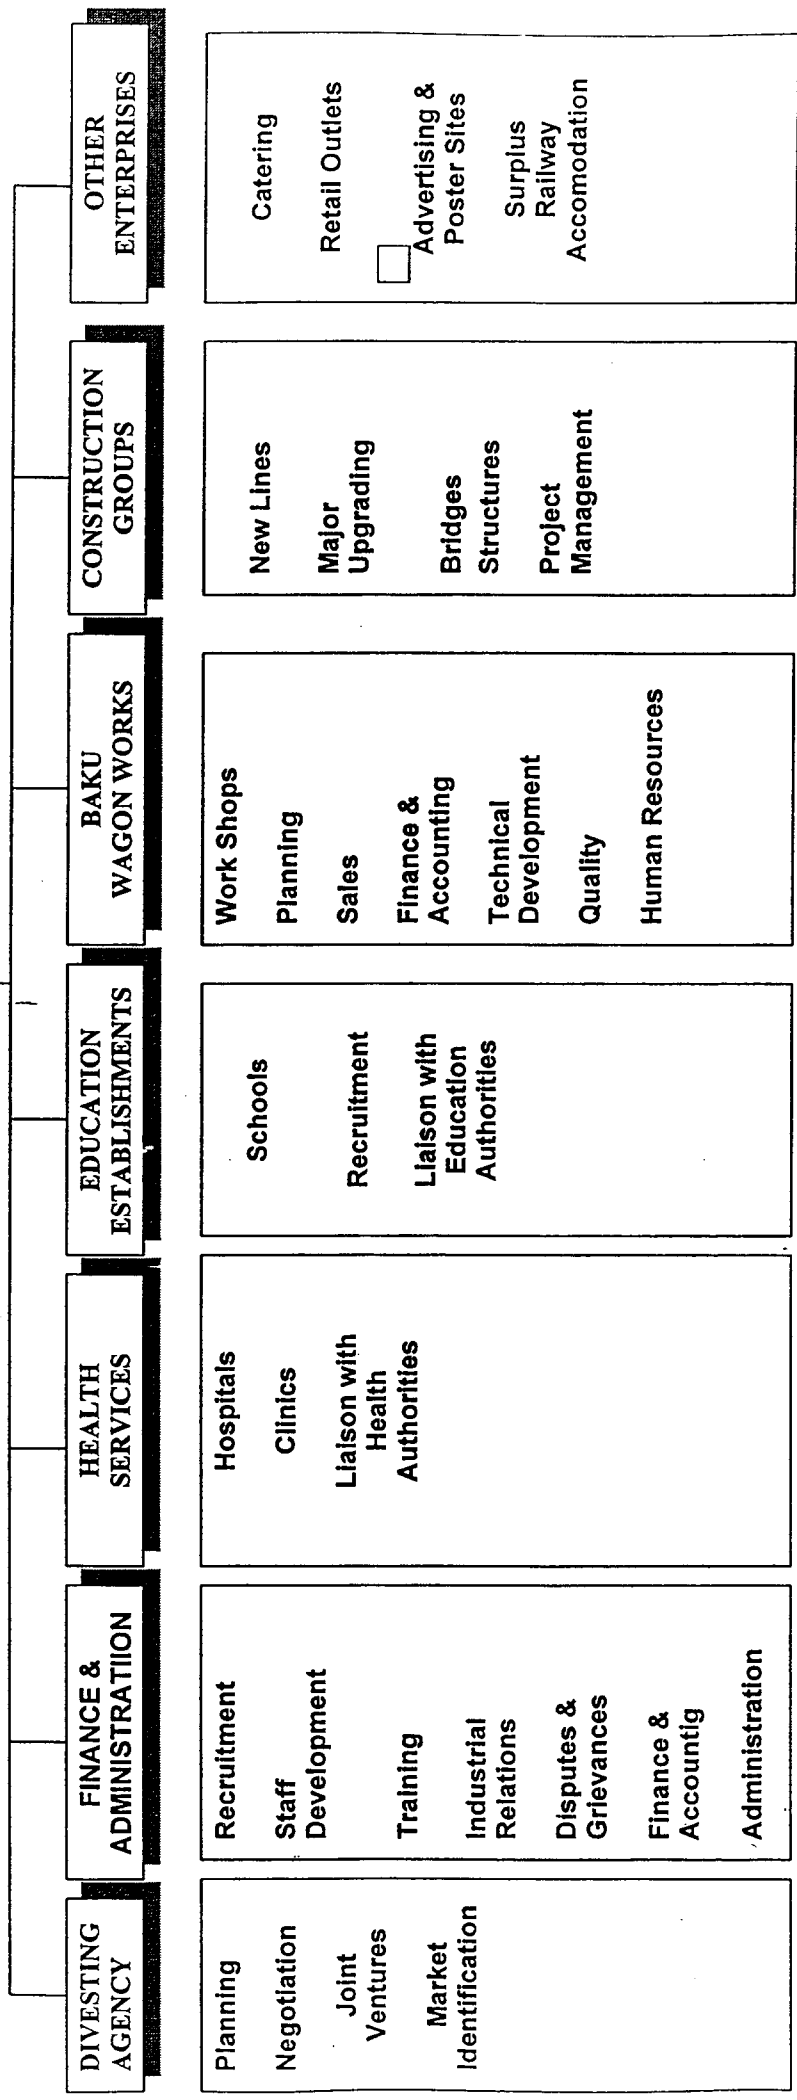 DIVESTING
AGENCY
Planning
Negotiation
Joint
Ventures
Market
Identification
FINANCE &
ADMINISTRATIION
Recruitment
Staff
Development
Training
Industrial
Relations
Disputes &
Grievances
Finance &
Accountig
Administration
HEALTH
SERVICES
Hospitals
Clinics
Liaison with
Health
Authorities
EDUCATION
ESTABLISHMENTS
Schools
Recruitment
Liaison with
Education
Authorities
BAKU
WAGON WORKS
Work Shops
Planning
Sales
Finance &
Accounting
Technical
Development
Quality
Human Resources
CONSTRUCTION
GROUPS
New Lines
Major
Upgrading
Bridges
Structures
Project
Management
OTHER
ENTERPRISES
Catering
Retail Outlets
Advertising &
Poster Sites
Surplus
Railway
Accomodation